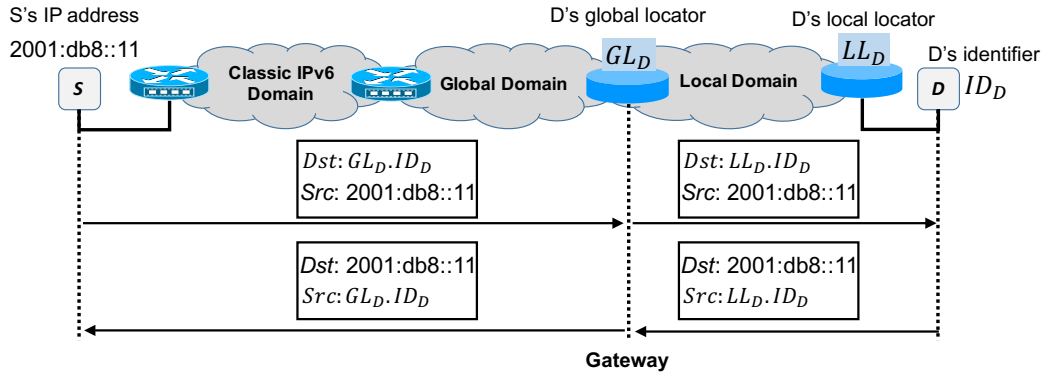 S's IP address
2001:db8::11
D's global locator
D's local locator
D's identifier
S
Classic IPv6
Domain
Global Domain
GL_D
Local Domain
LL_D
D
ID_D
Dst: GL_D.ID_D
Src: 2001:db8::11
Dst: LL_D.ID_D
Src: 2001:db8::11
Dst: 2001:db8::11
Src: GL_D.ID_D
Dst: 2001:db8::11
Src: LL_D.ID_D
Gateway